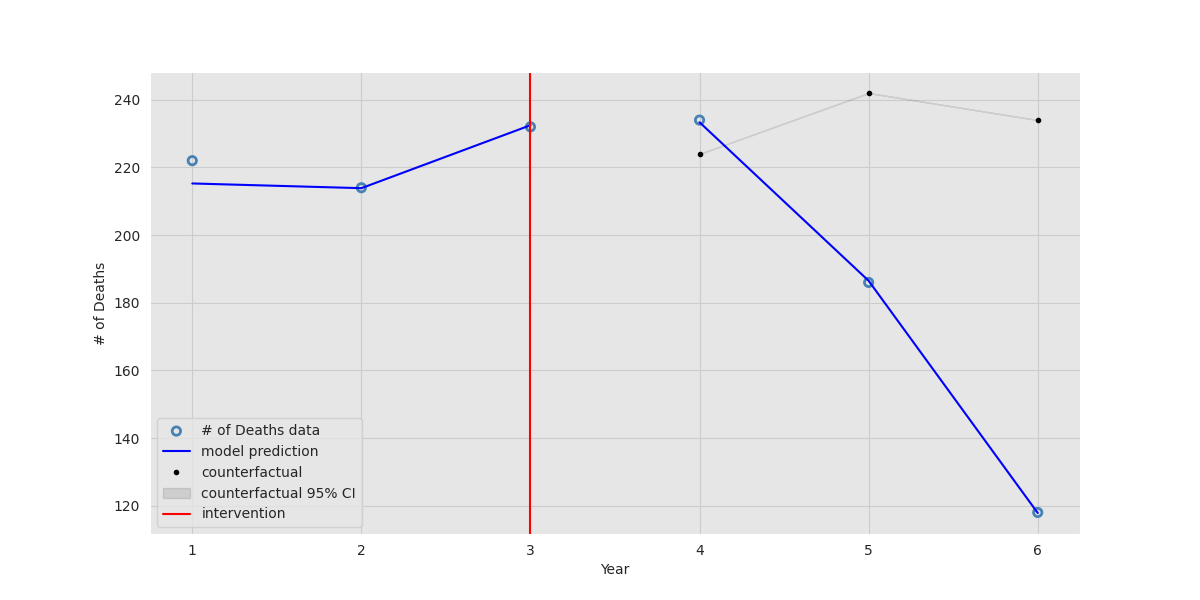 240
220
200
180
160
140
120
# of Deaths
# of Deaths data
model prediction
counterfactual
counterfactual 95% CI
intervention
1 2 3 4 5 6
Year